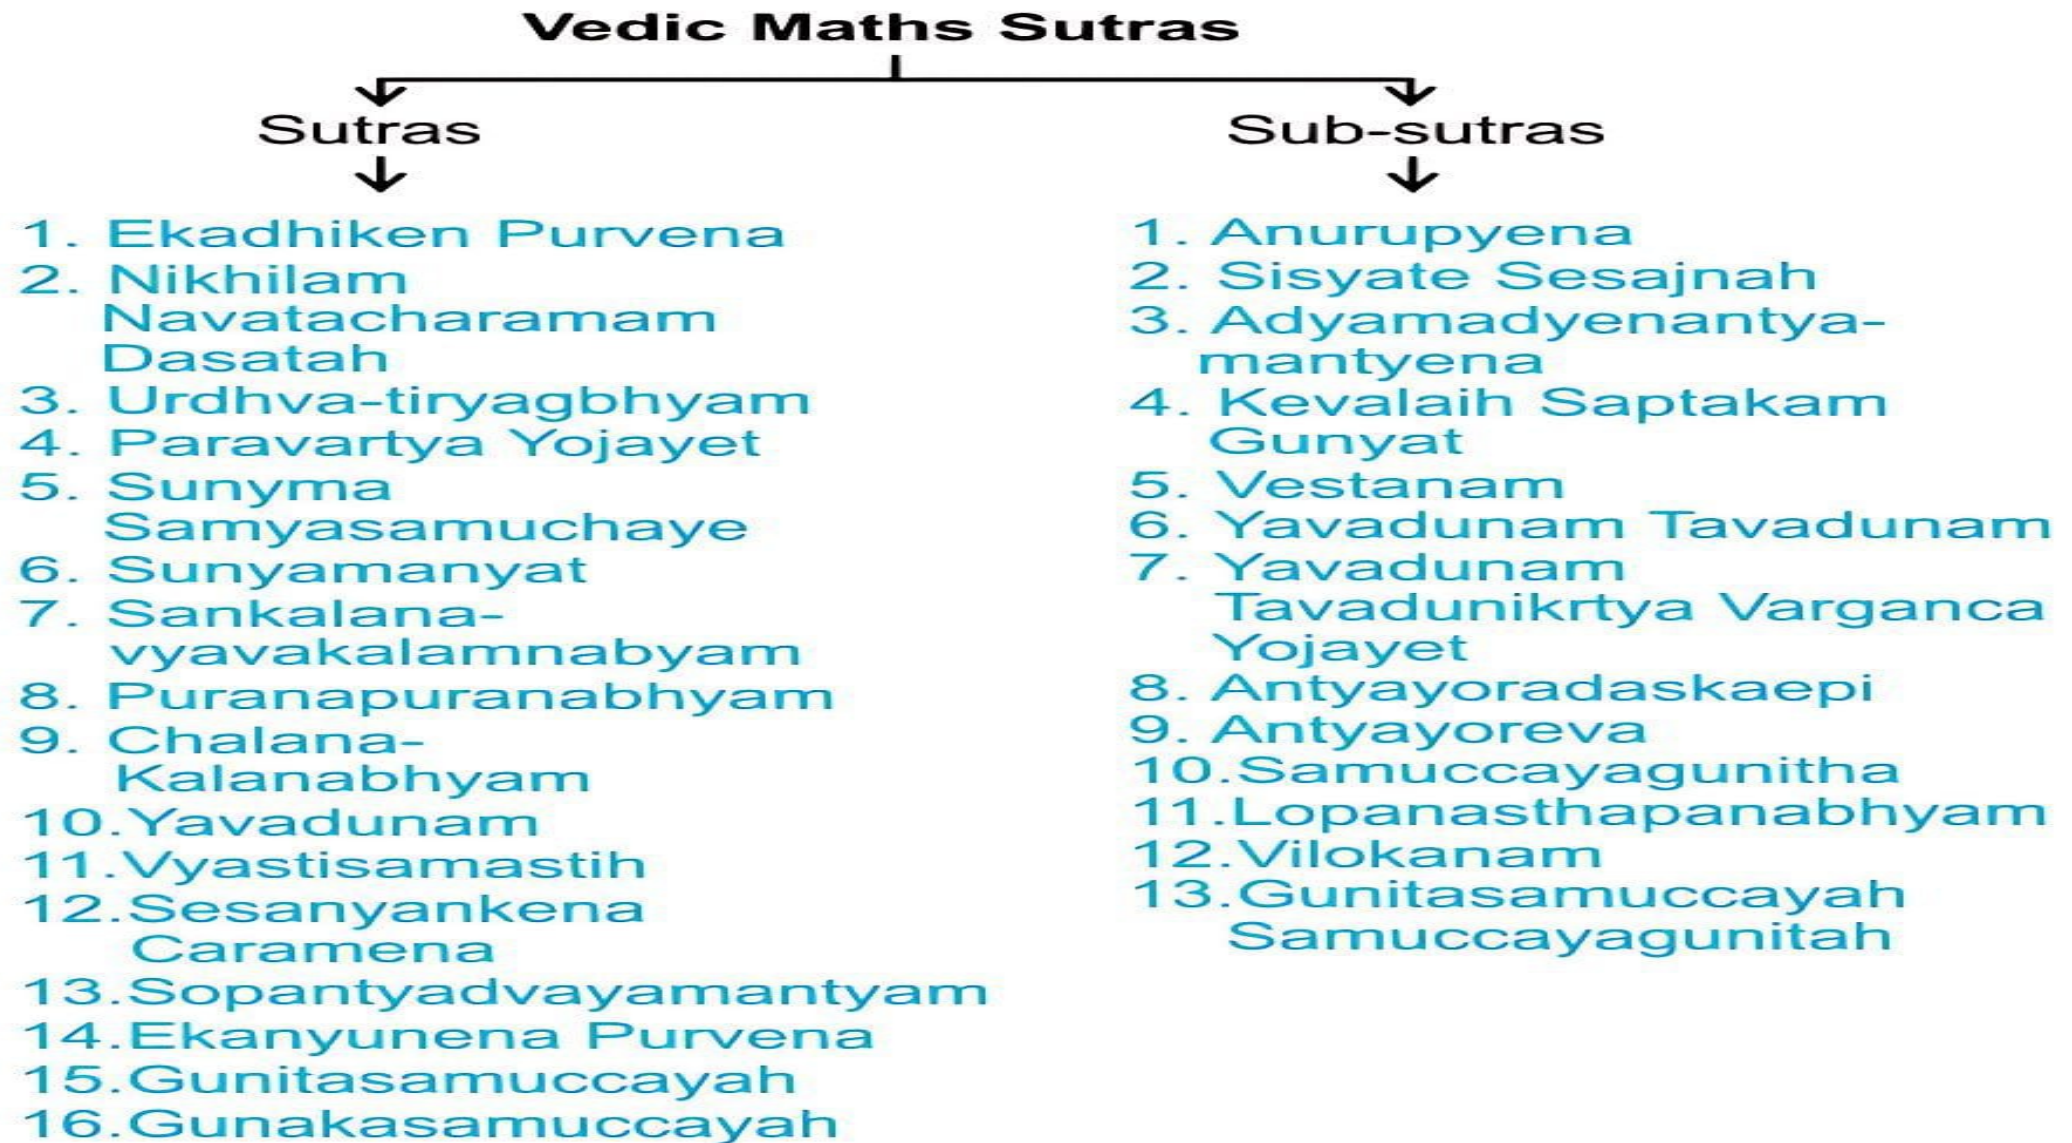 Vedic Maths Sutras
Sutras
1. Ekadhiken Purvena
2. Nikhilam
Navatacharamam
Dasatah
3. Urdhva-tiryagbhyam
4. Paravartya Yojayet
5. Sunyma
Samyasamuchaye
6. Sunyamanyat
7. Sankalana-
vyavakalamnabyam
8. Puranapuranabhyam
9. Chalana-
Kalanabhyam
10.Yavadunam
11.Vyastisamastih
12.Sesanyankena
Caramena
13.Sopantyadvayamantyam
14.Ekanyunena Purvena
15.Gunitasamuccayah
16.Gunakasamuccayah
Sub-sutras
1. Anurupyena
2. Sisyate Sesajnah
3. Adyamadyenantya-
mantyena
4. Kevalaih Saptakam
Gunyat
5. Vestanam
6. Yavadunam Tavadunam
7. Yavadunam
Tavadunikrtya Varganca
Yojayet
8. Antyayoradaskaepi
9. Antyayoreva
10.Samuccayagunitha
11.Lopanasthapanabhyam
12.Vilokanam
13.Gunitasamuccayah
Samuccayagunitah